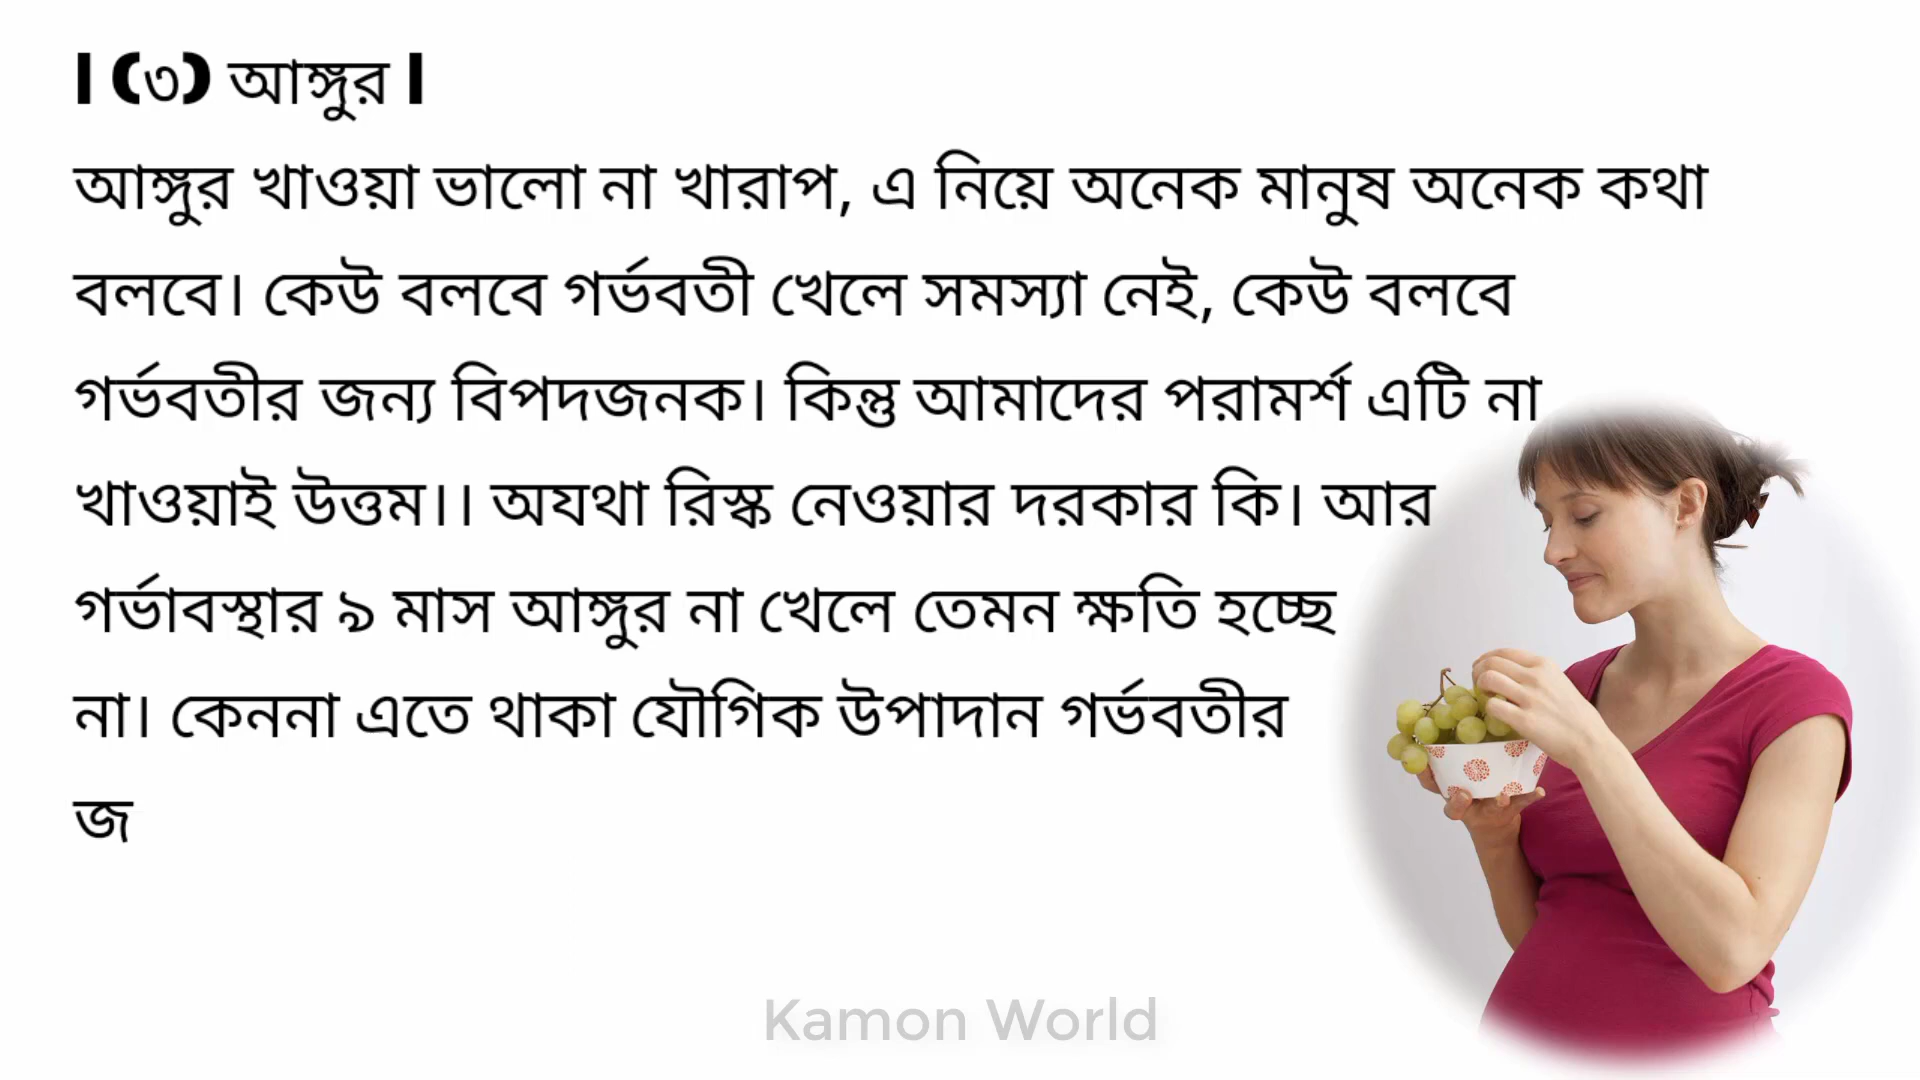 | (৩) আঙ্গুর |
আঙ্গুর খাওয়া ভালো না খারাপ, এ নিয়ে অনেক মানুষ অনেক কথা
বলবে। কেউ বলবে গর্ভবতী খেলে সমস্যা নেই, কেউ বলবে
গর্ভবতীর জন্য বিপদজনক। কিন্তু আমাদের পরামর্শ এটি না
খাওয়াই উত্তম।। অযথা রিস্ক নেওয়ার দরকার কি। আর
গর্ভাবস্থার ৯ মাস আঙ্গুর না খেলে তেমন ক্ষতি হচ্ছে
না। কেননা এতে থাকা যৌগিক উপাদান গর্ভবতীর
জ
Kamon World